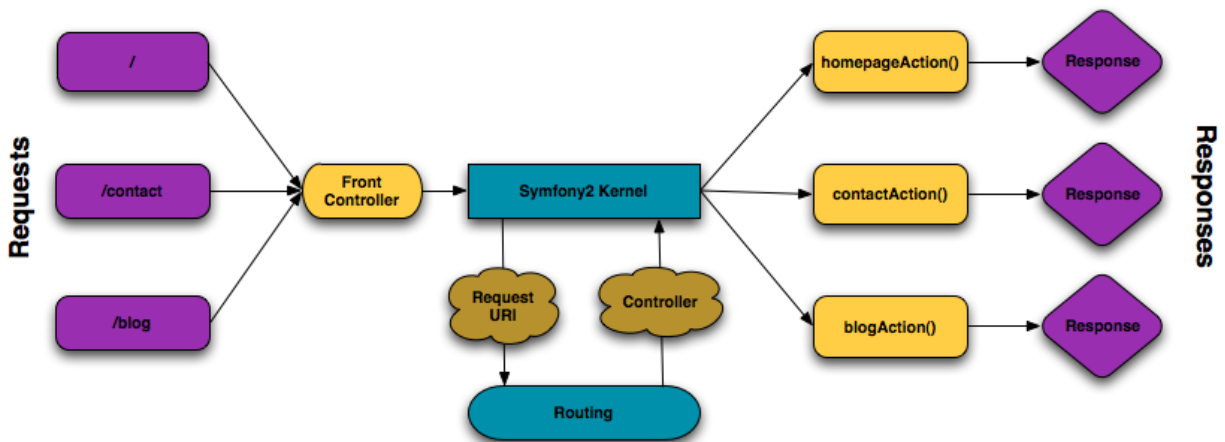 Requests
/
/contact
/blog
Front
Controller
Symfony2 Kernel
Request
URI
Controller
Routing
homepageAction()
contactAction()
blogAction()
Response
Response
Response
Responses